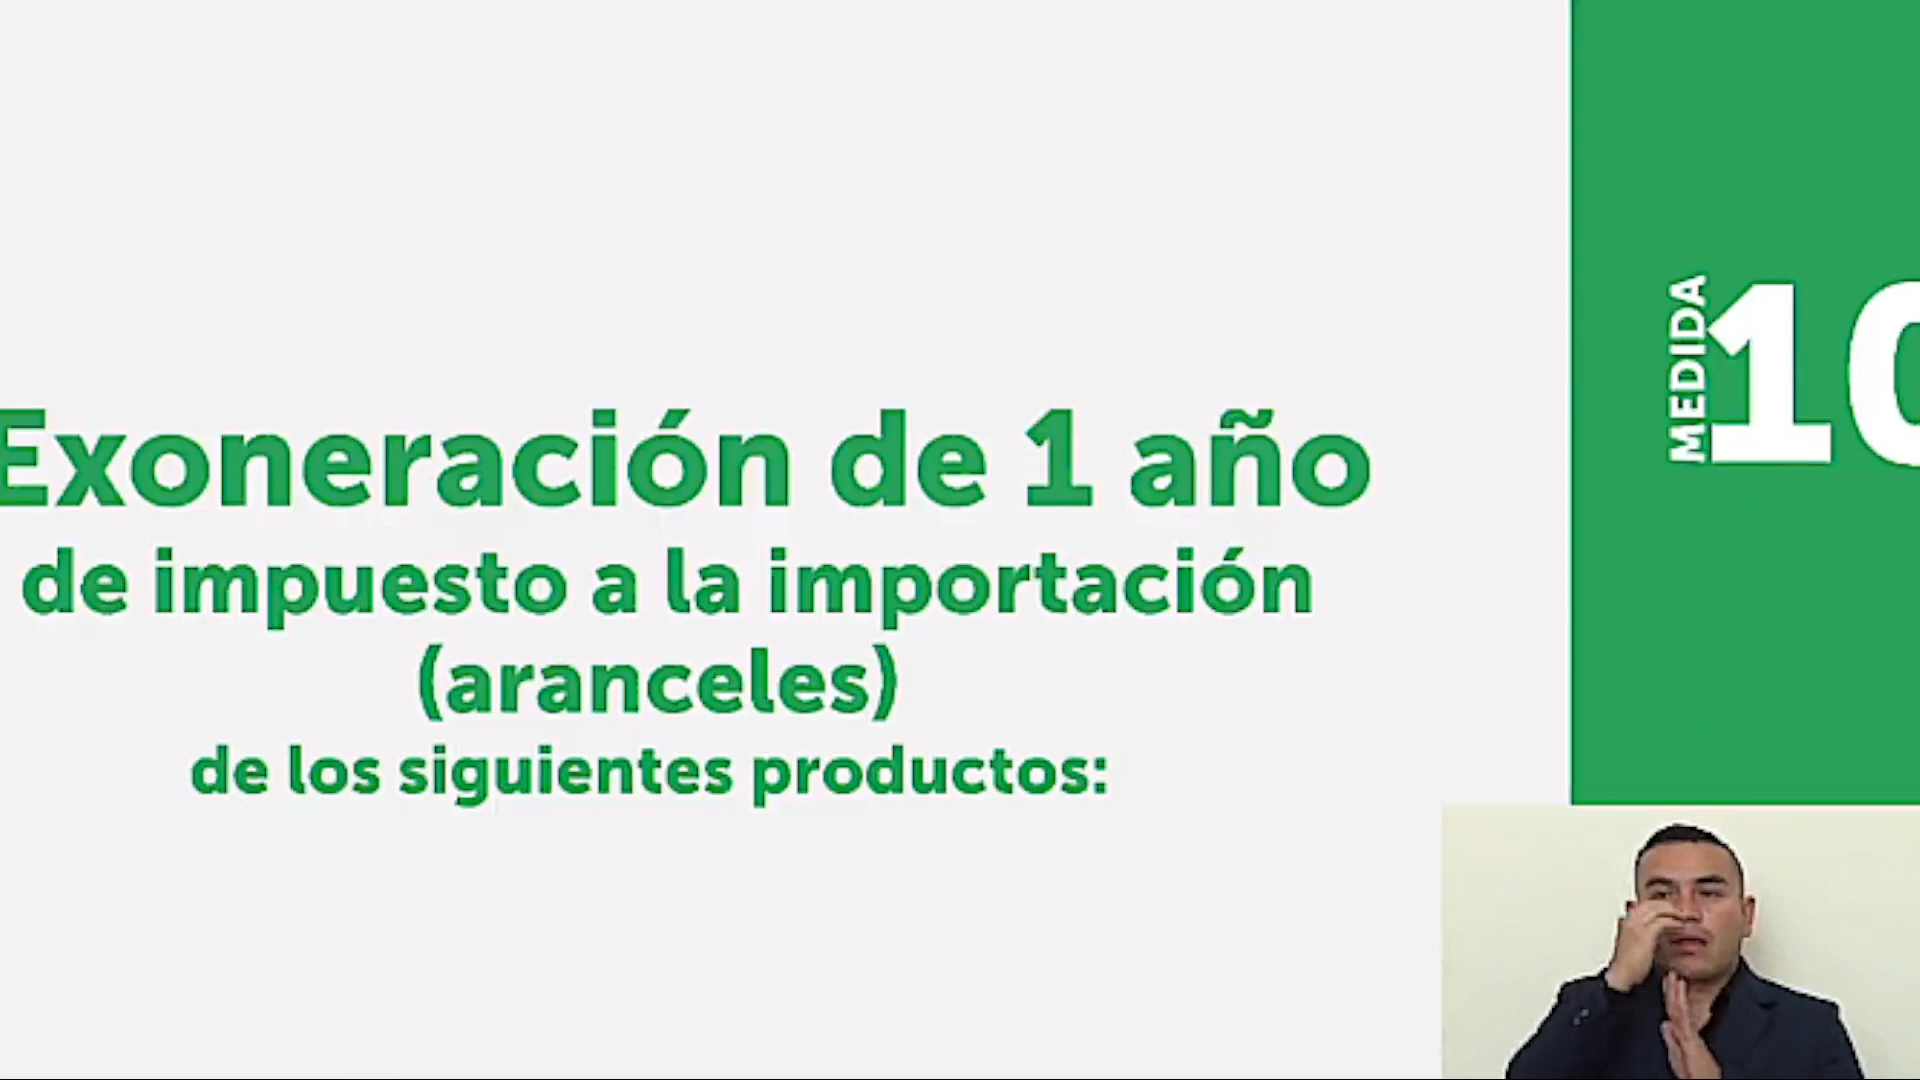 Exoneración de 1 año
de impuesto a la importación
(aranceles)
de los siguientes productos:
MEDIDA
10